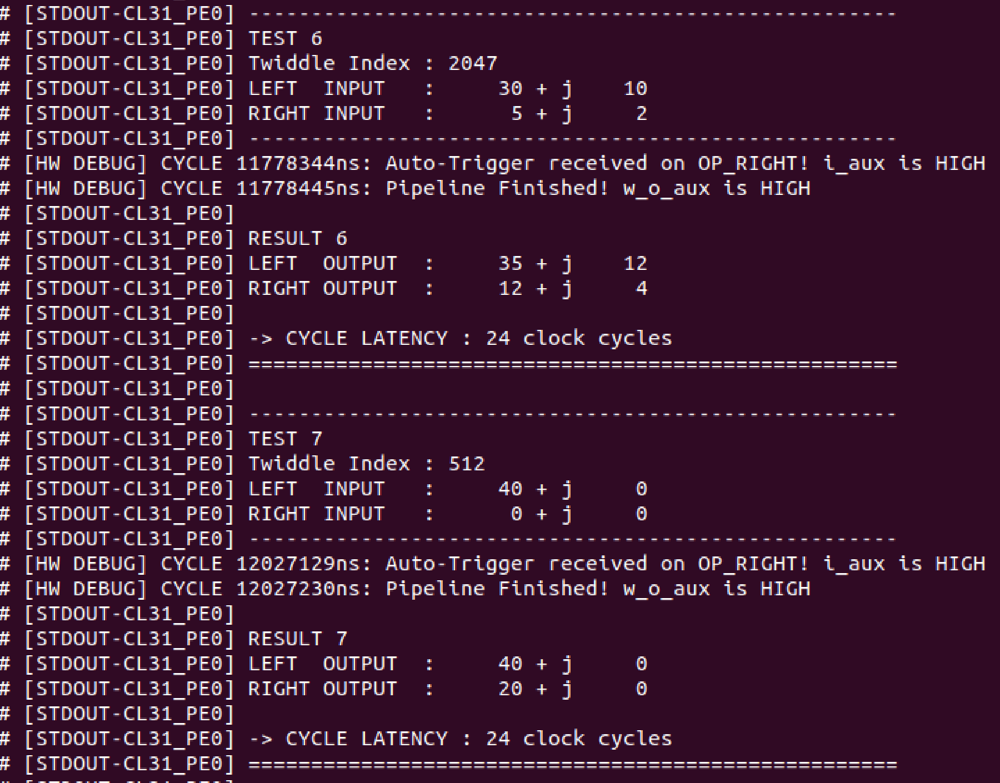 # [STDOUT-CL31_PE0] ----------------------------------------------------
# [STDOUT-CL31_PE0] TEST 6
# [STDOUT-CL31_PE0] Twiddle Index : 2047
# [STDOUT-CL31_PE0] LEFT  INPUT   :     30 + j    10
# [STDOUT-CL31_PE0] RIGHT INPUT   :      5 + j     2
# [STDOUT-CL31_PE0] ----------------------------------------------------
# [HW DEBUG] CYCLE 11778344ns: Auto-Trigger received on OP_RIGHT! i_aux is HIGH
# [HW DEBUG] CYCLE 11778445ns: Pipeline Finished! w_o_aux is HIGH
# [STDOUT-CL31_PE0]
# [STDOUT-CL31_PE0] RESULT 6
# [STDOUT-CL31_PE0] LEFT  OUTPUT  :     35 + j    12
# [STDOUT-CL31_PE0] RIGHT OUTPUT  :     12 + j     4
# [STDOUT-CL31_PE0]
# [STDOUT-CL31_PE0] -> CYCLE LATENCY : 24 clock cycles
# [STDOUT-CL31_PE0] ====================================================
# [STDOUT-CL31_PE0]
# [STDOUT-CL31_PE0] ----------------------------------------------------
# [STDOUT-CL31_PE0] TEST 7
# [STDOUT-CL31_PE0] Twiddle Index : 512
# [STDOUT-CL31_PE0] LEFT  INPUT   :     40 + j     0
# [STDOUT-CL31_PE0] RIGHT INPUT   :      0 + j     0
# [STDOUT-CL31_PE0] ----------------------------------------------------
# [HW DEBUG] CYCLE 12027129ns: Auto-Trigger received on OP_RIGHT! i_aux is HIGH
# [HW DEBUG] CYCLE 12027230ns: Pipeline Finished! w_o_aux is HIGH
# [STDOUT-CL31_PE0]
# [STDOUT-CL31_PE0] RESULT 7
# [STDOUT-CL31_PE0] LEFT  OUTPUT  :     40 + j     0
# [STDOUT-CL31_PE0] RIGHT OUTPUT  :     20 + j     0
# [STDOUT-CL31_PE0]
# [STDOUT-CL31_PE0] -> CYCLE LATENCY : 24 clock cycles
# [STDOUT-CL31_PE0] ====================================================